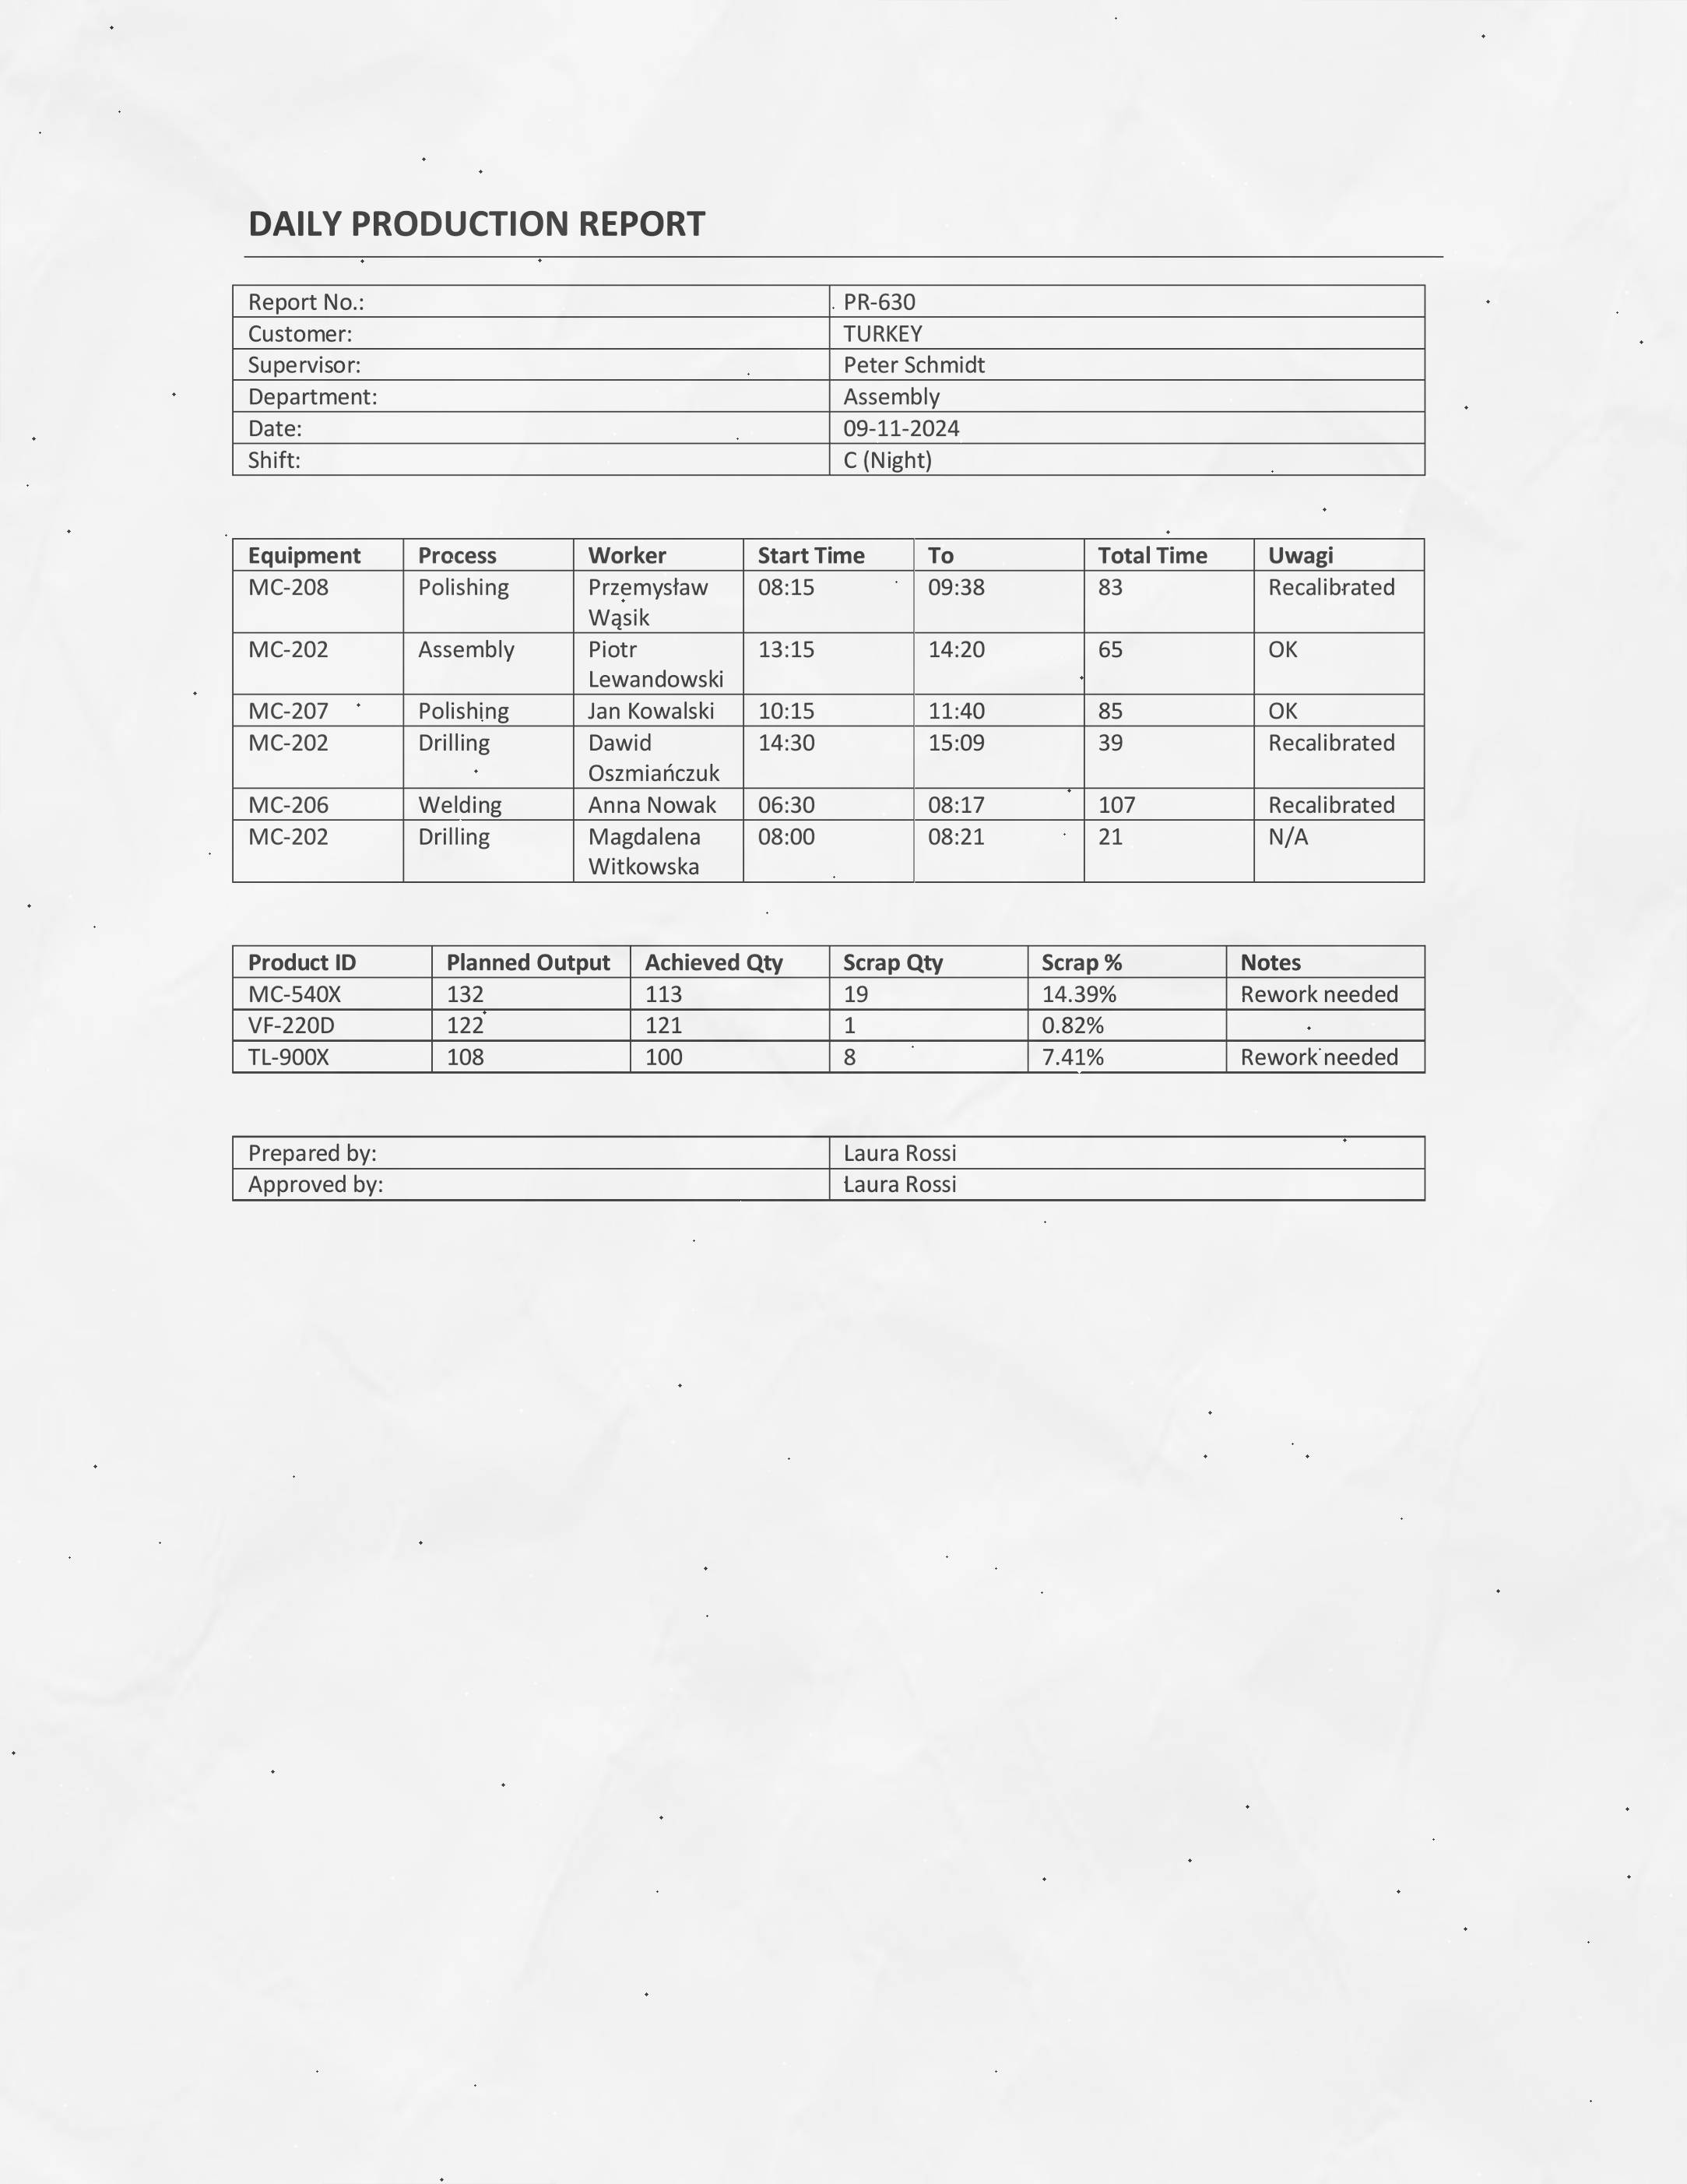 DAILY PRODUCTION REPORT
Report No.: PR-630
Customer: TURKEY
Supervisor: Peter Schmidt
Department: Assembly
Date: 09-11-2024
Shift: C (Night)
Equipment Process Worker Start Time To Total Time Uwagi
MC-208 Polishing Przemysław 08:15 09:38 83 Recalibrated
Wąsik
MC-202 Assembly Piotr 13:15 14:20 65 OK
Lewandowski
MC-207 Polishing Jan Kowalski 10:15 11:40 85 OK
MC-202 Drilling Dawid 14:30 15:09 39 Recalibrated
Oszmiańczuk
MC-206 Welding Anna Nowak 06:30 08:17 107 Recalibrated
MC-202 Drilling Magdalena 08:00 08:21 21 N/A
Witkowska
Product ID Planned Output Achieved Qty Scrap Qty Scrap % Notes
MC-540X 132 113 19 14.39% Rework needed
VF-220D 122 121 1 0.82%
TL-900X 108 100 8 7.41% Rework needed
Prepared by: Laura Rossi
Approved by: Laura Rossi